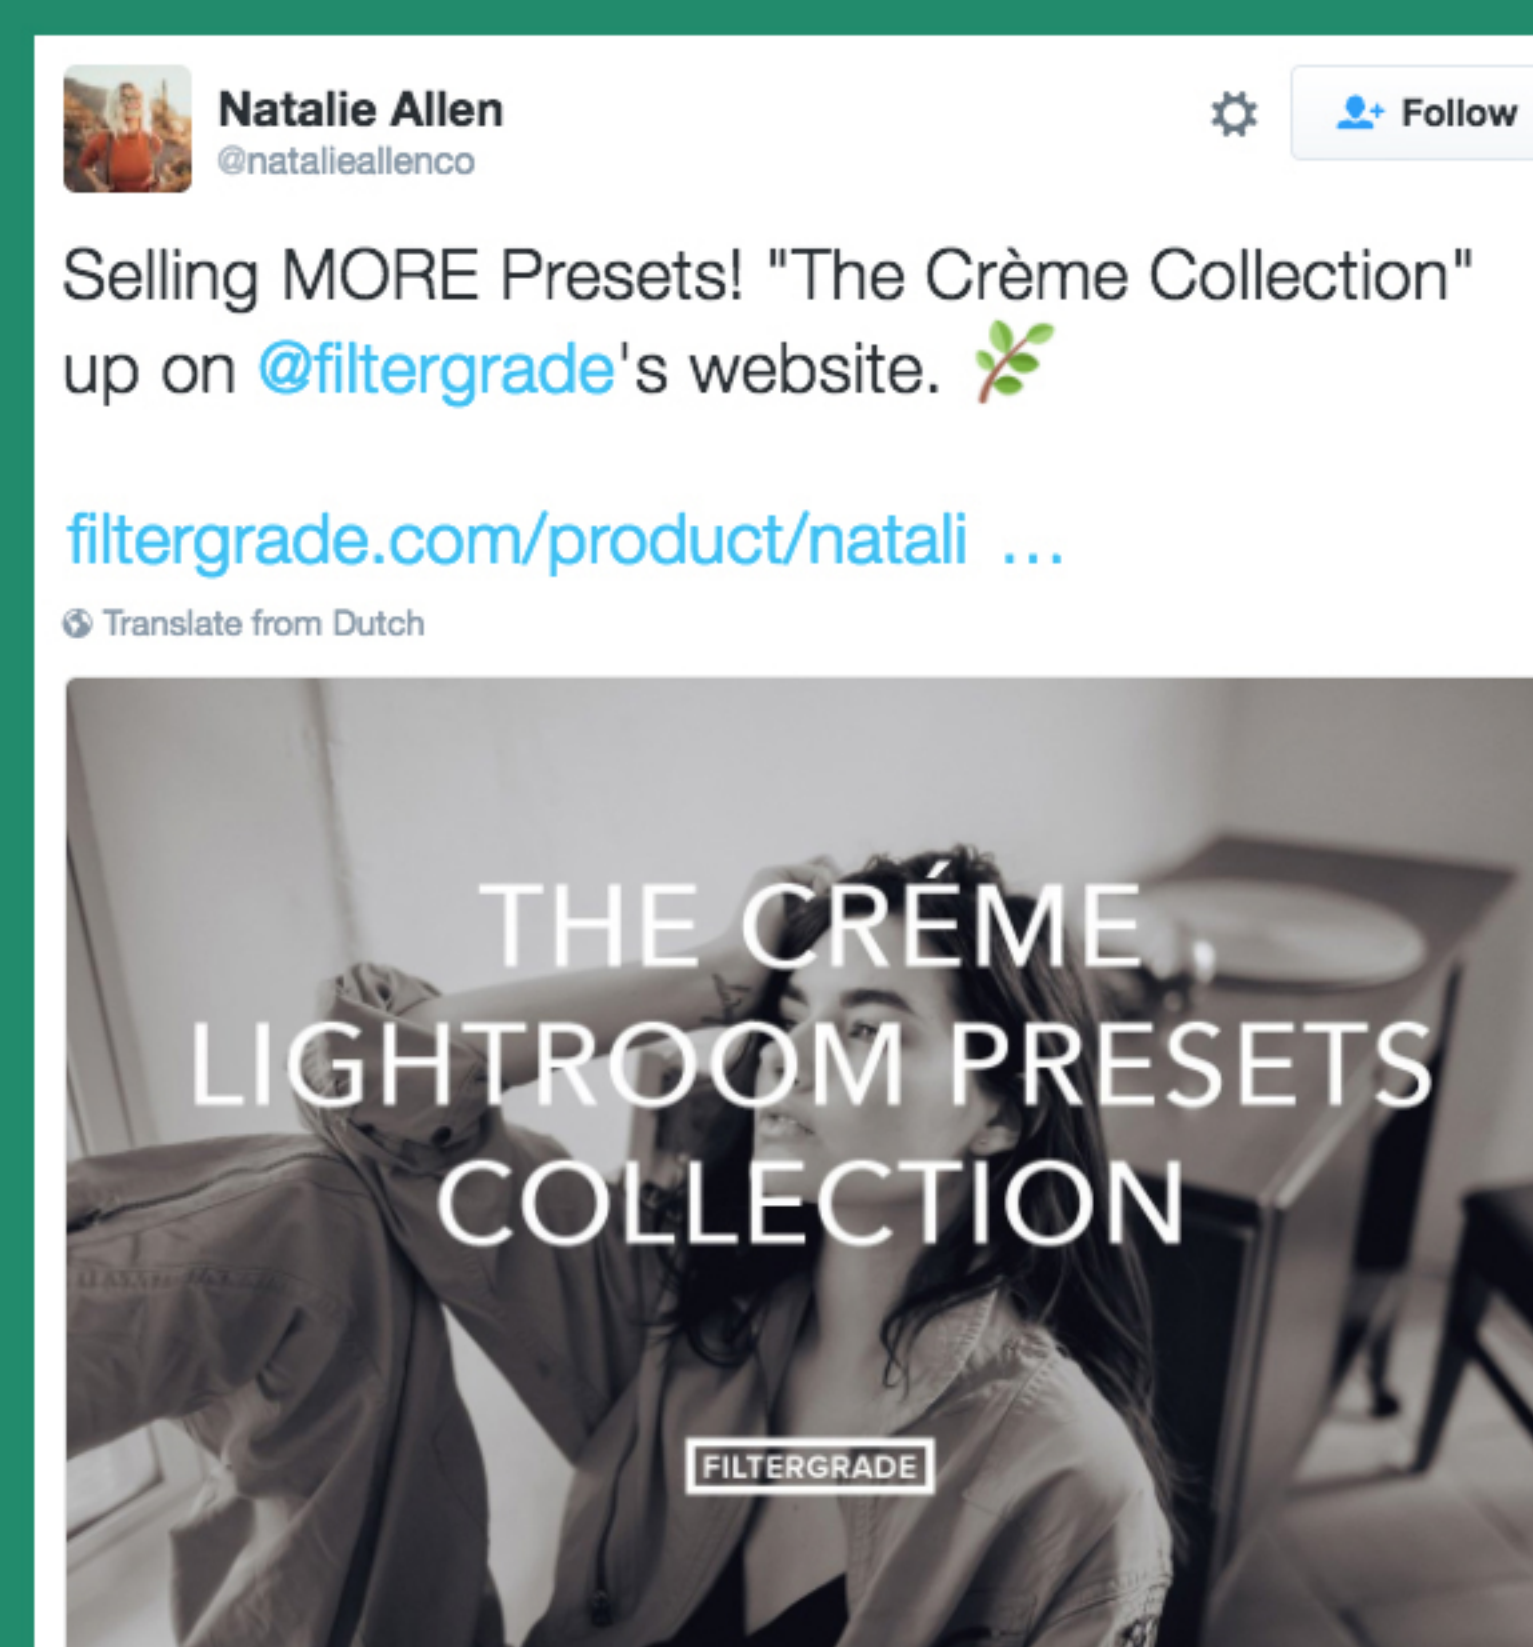 Natalie Allen
@natalieallenco
Follow
Selling MORE Presets! "The Crème Collection"
up on @filtergrade's website. 🌿
filtergrade.com/product/natali …
Translate from Dutch
THE CRÉME
LIGHTROOM PRESETS
COLLECTION
FILTERGRADE